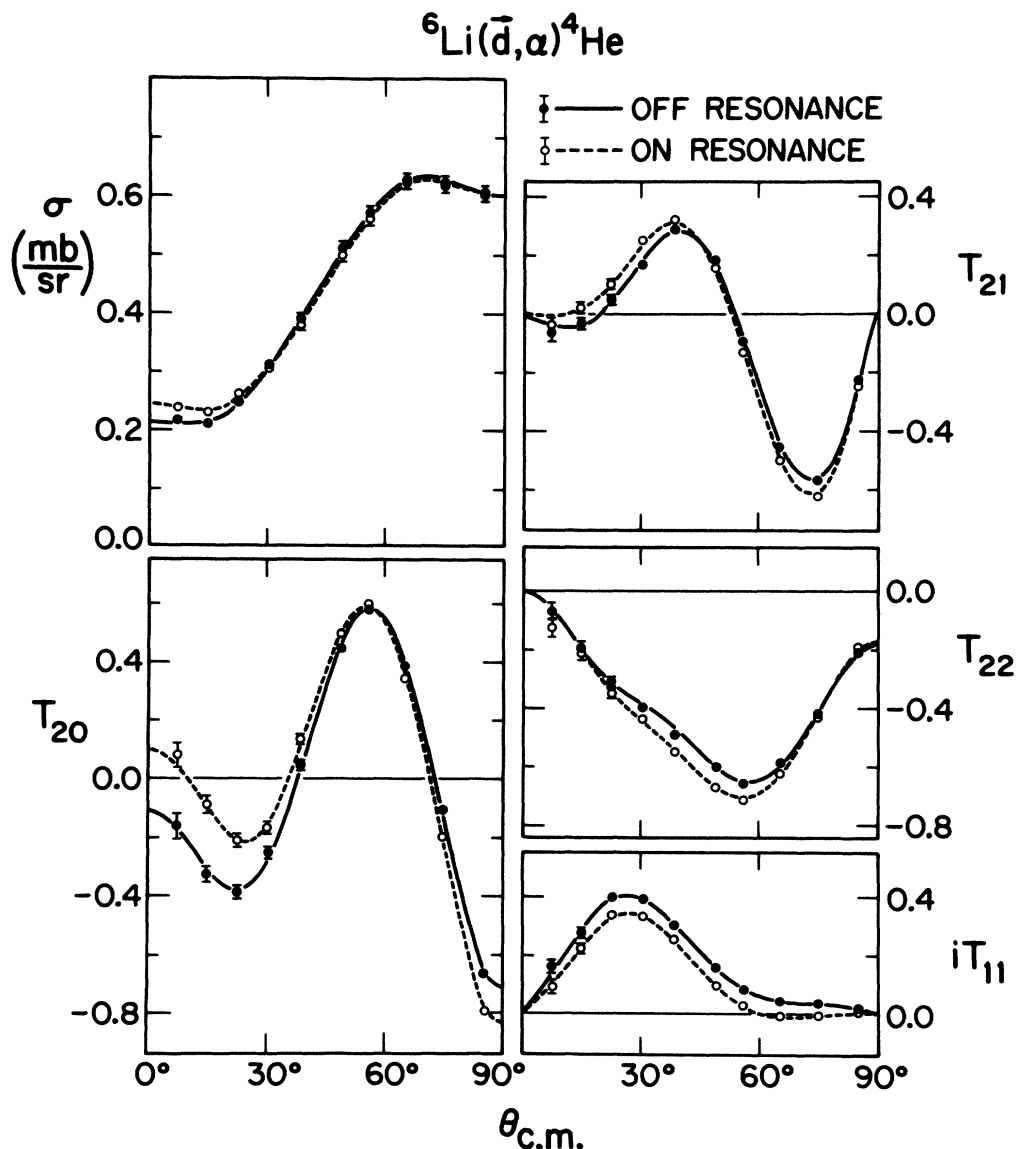 ⁶Li(d⃗,α)⁴He
OFF RESONANCE
ON RESONANCE
σ
(mb/sr)
0.6
0.4
0.2
0.0
T₂₁
0.4
0.0
−0.4
T₂₀
0.4
0.0
−0.4
−0.8
T₂₂
0.0
−0.4
−0.8
iT₁₁
0.4
0.0
0° 30° 60° 90° 30° 60° 90°
θc.m.